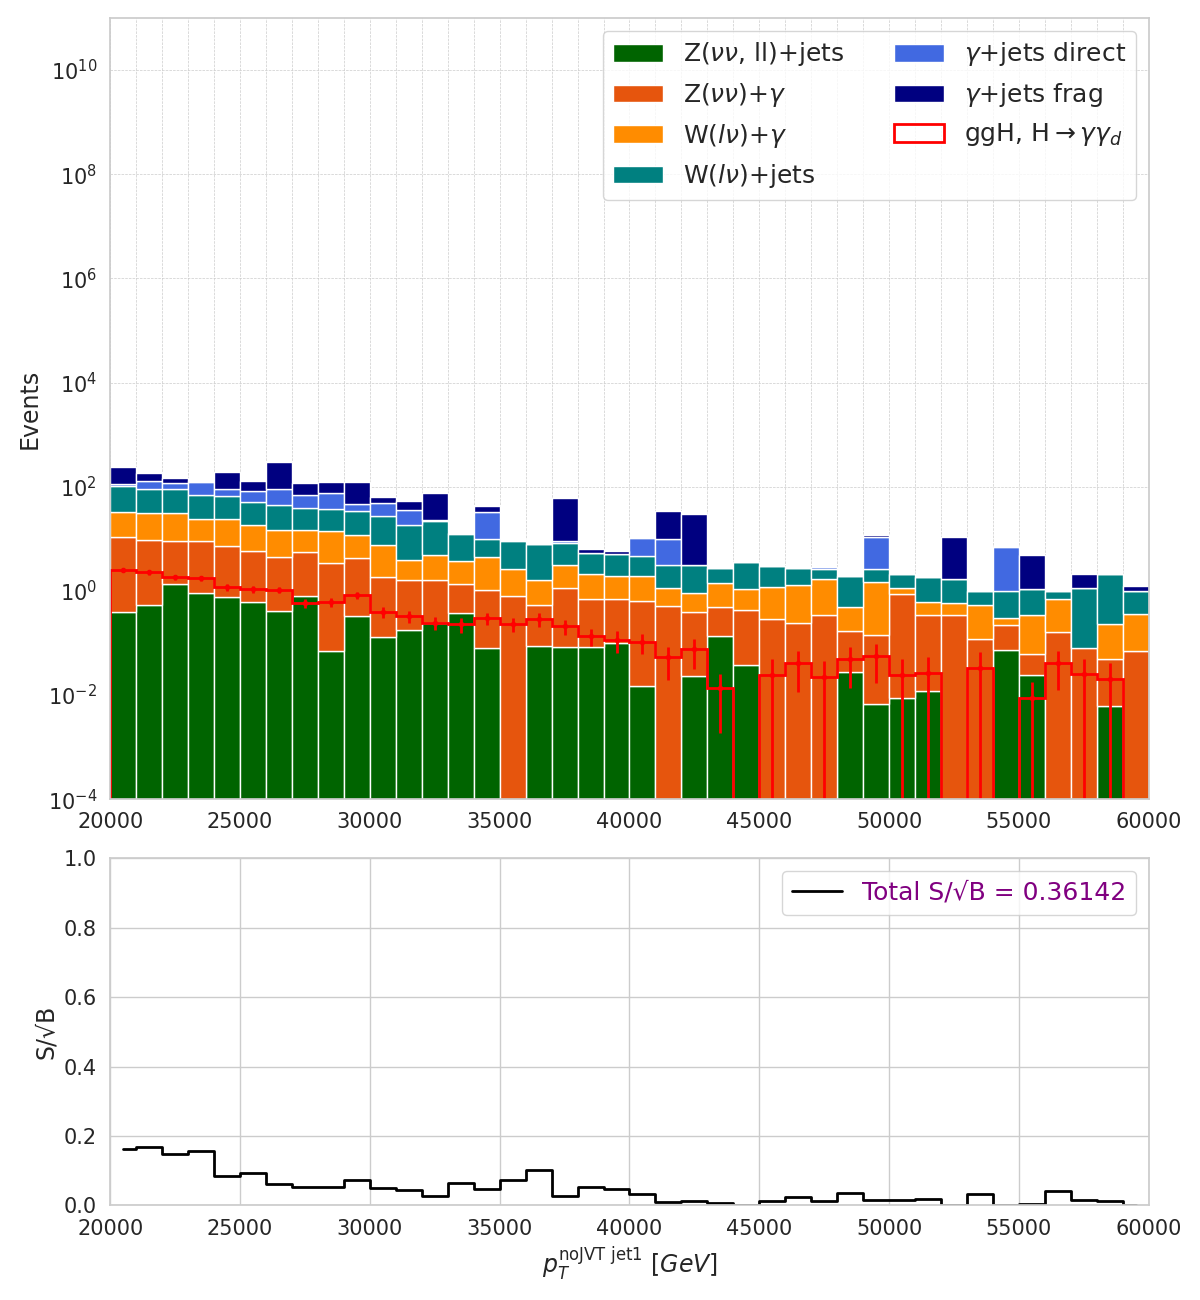 Z(νν, ll)+jets
Z(νν)+γ
W(lν)+γ
W(lν)+jets
γ+jets direct
γ+jets frag
ggH, H→γγ_d
Events
10^10
10^8
10^6
10^4
10^2
10^0
10^−2
10^−4
20000 25000 30000 35000 40000 45000 50000 55000 60000
Total S/√B = 0.36142
S/√B
1.0
0.8
0.6
0.4
0.2
0.0
20000 25000 30000 35000 40000 45000 50000 55000 60000
p_T^noJVT jet1 [GeV]